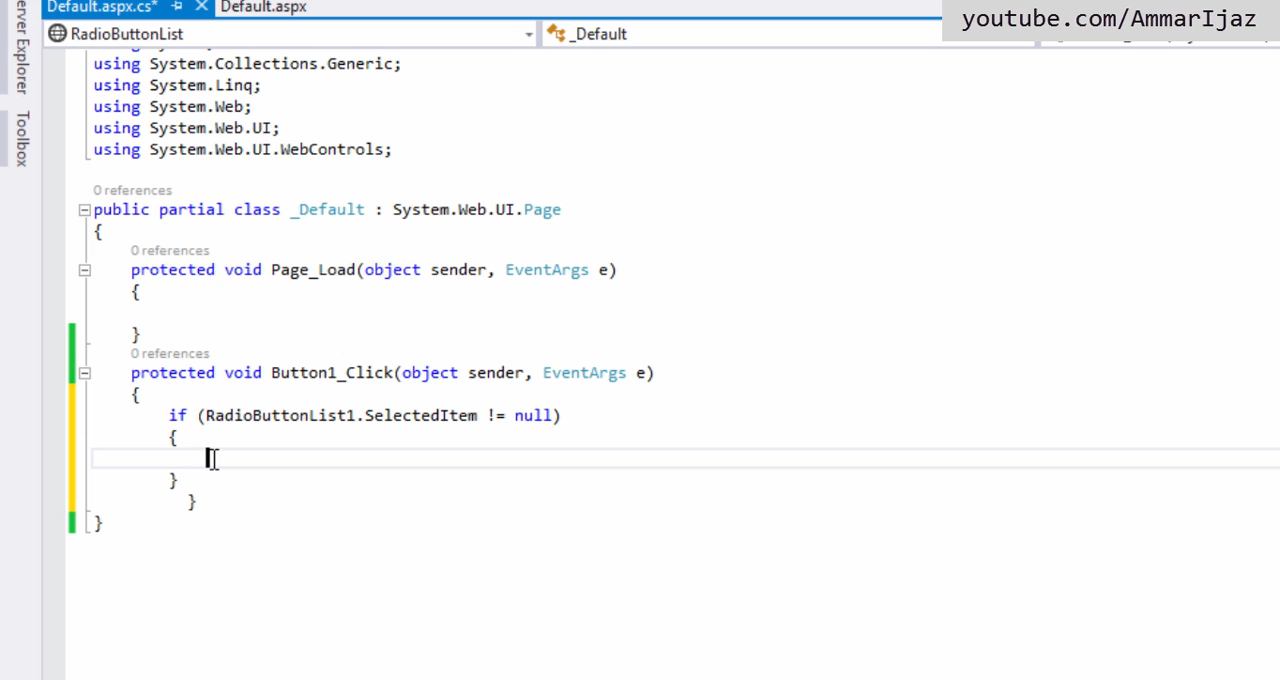 Default.aspx.cs*
Default.aspx
youtube.com/AmmarIjaz
RadioButtonList
_Default
erver Explorer
Toolbox
using System.Collections.Generic;
using System.Linq;
using System.Web;
using System.Web.UI;
using System.Web.UI.WebControls;
0 references
public partial class _Default : System.Web.UI.Page
{
0 references
protected void Page_Load(object sender, EventArgs e)
{
}
0 references
protected void Button1_Click(object sender, EventArgs e)
{
if (RadioButtonList1.SelectedItem != null)
{
}
}
}